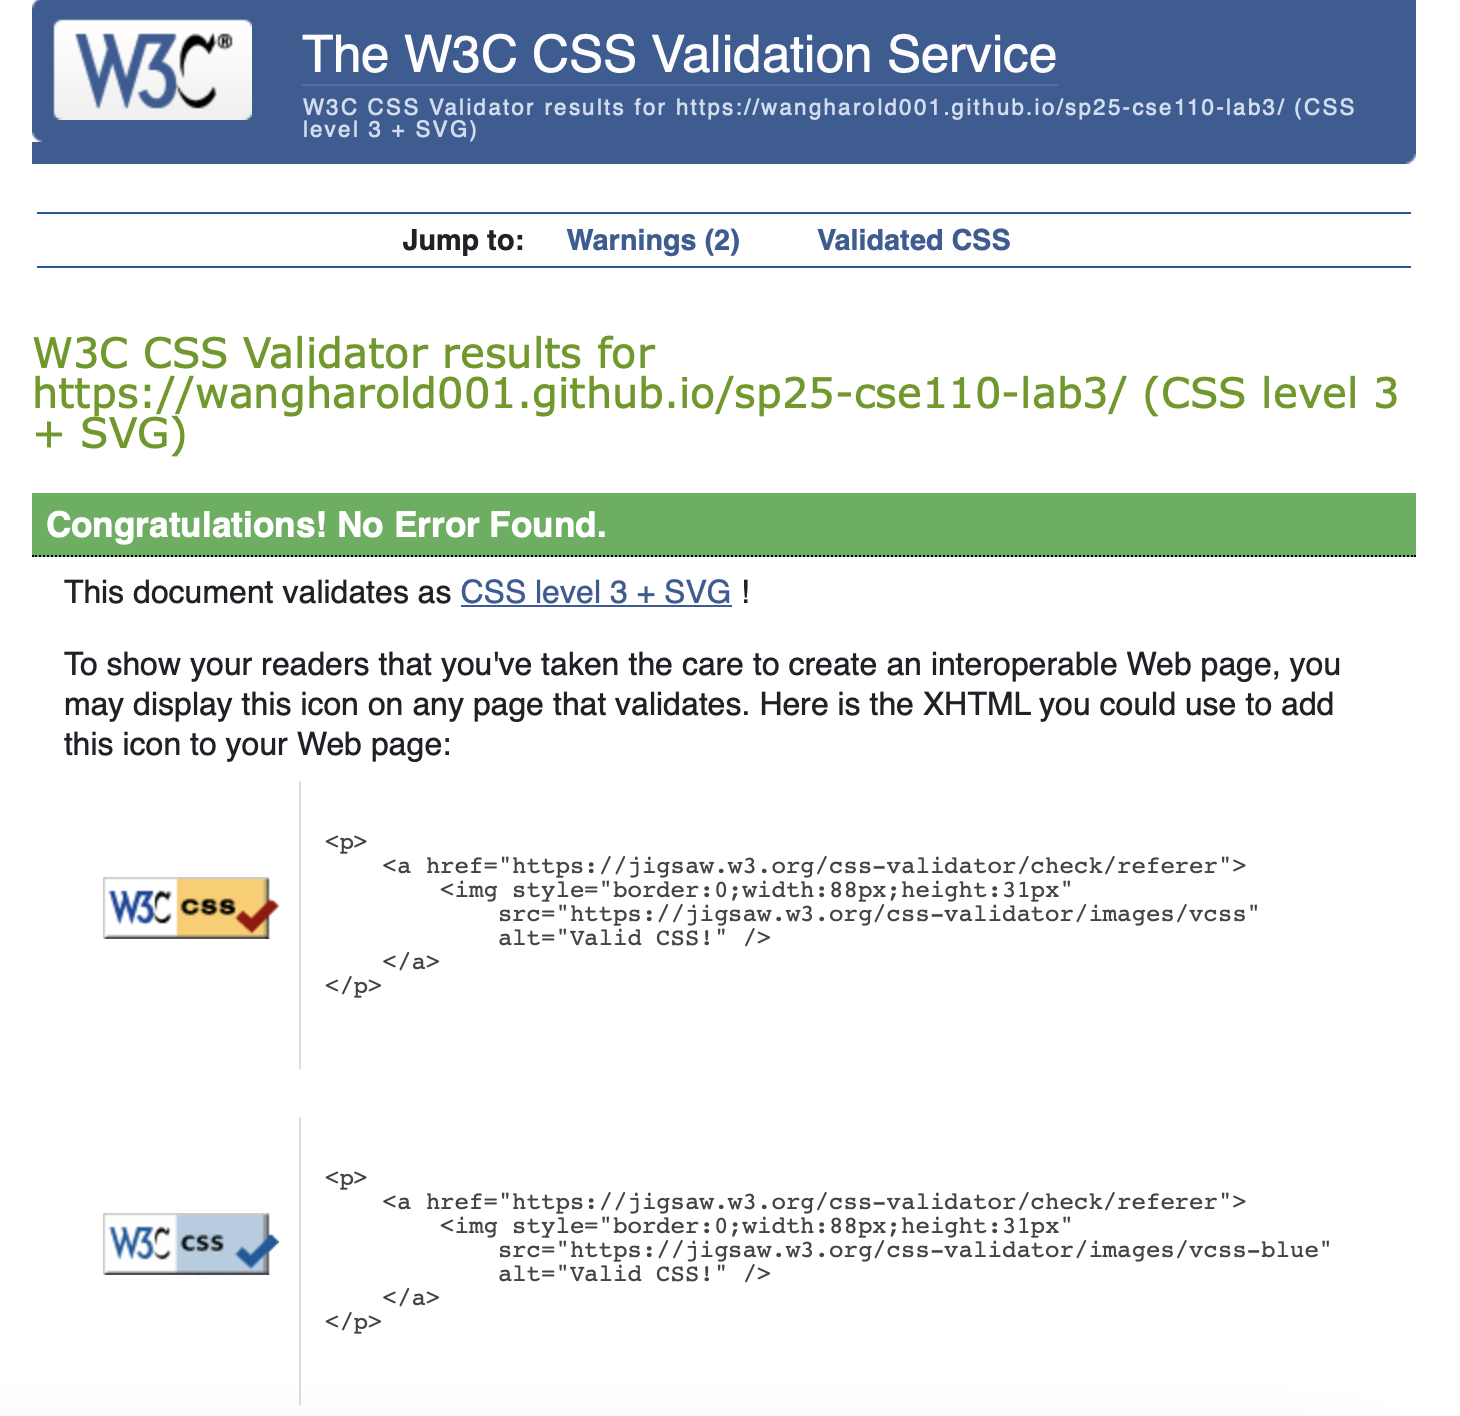 W3C®
The W3C CSS Validation Service
W3C CSS Validator results for https://wangharold001.github.io/sp25-cse110-lab3/ (CSS
level 3 + SVG)
Jump to: Warnings (2) Validated CSS
W3C CSS Validator results for
https://wangharold001.github.io/sp25-cse110-lab3/ (CSS level 3
+ SVG)
Congratulations! No Error Found.
This document validates as CSS level 3 + SVG !
To show your readers that you've taken the care to create an interoperable Web page, you
may display this icon on any page that validates. Here is the XHTML you could use to add
this icon to your Web page:
W3C css
<p>
    <a href="https://jigsaw.w3.org/css-validator/check/referer">
        <img style="border:0;width:88px;height:31px"
            src="https://jigsaw.w3.org/css-validator/images/vcss"
            alt="Valid CSS!" />
    </a>
</p>
W3C css
<p>
    <a href="https://jigsaw.w3.org/css-validator/check/referer">
        <img style="border:0;width:88px;height:31px"
            src="https://jigsaw.w3.org/css-validator/images/vcss-blue"
            alt="Valid CSS!" />
    </a>
</p>